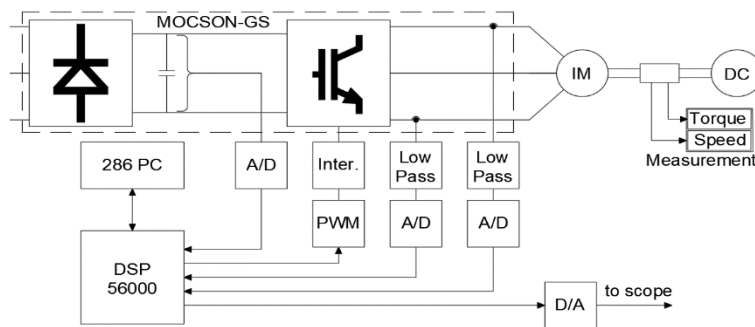 MOCSON-GS
IM
DC
Torque
Speed
Measurement
286 PC
A/D
Inter.
Low
Pass
Low
Pass
PWM
A/D
A/D
DSP
56000
D/A
to scope